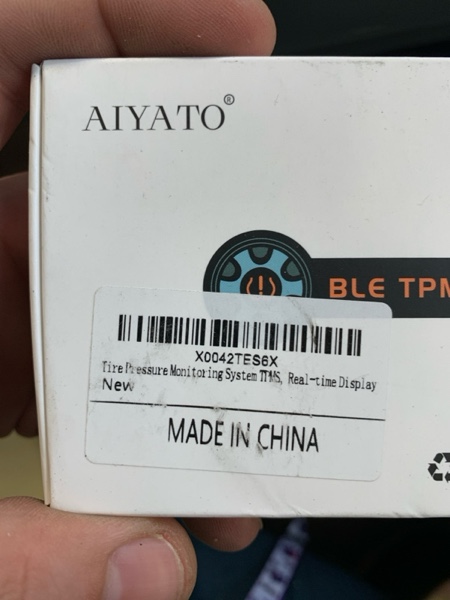 AIYATO®
BLE TPM
X0042TES6X
Tire Pressure Monitoring System TPMS, Real-time Display
New
MADE IN CHINA